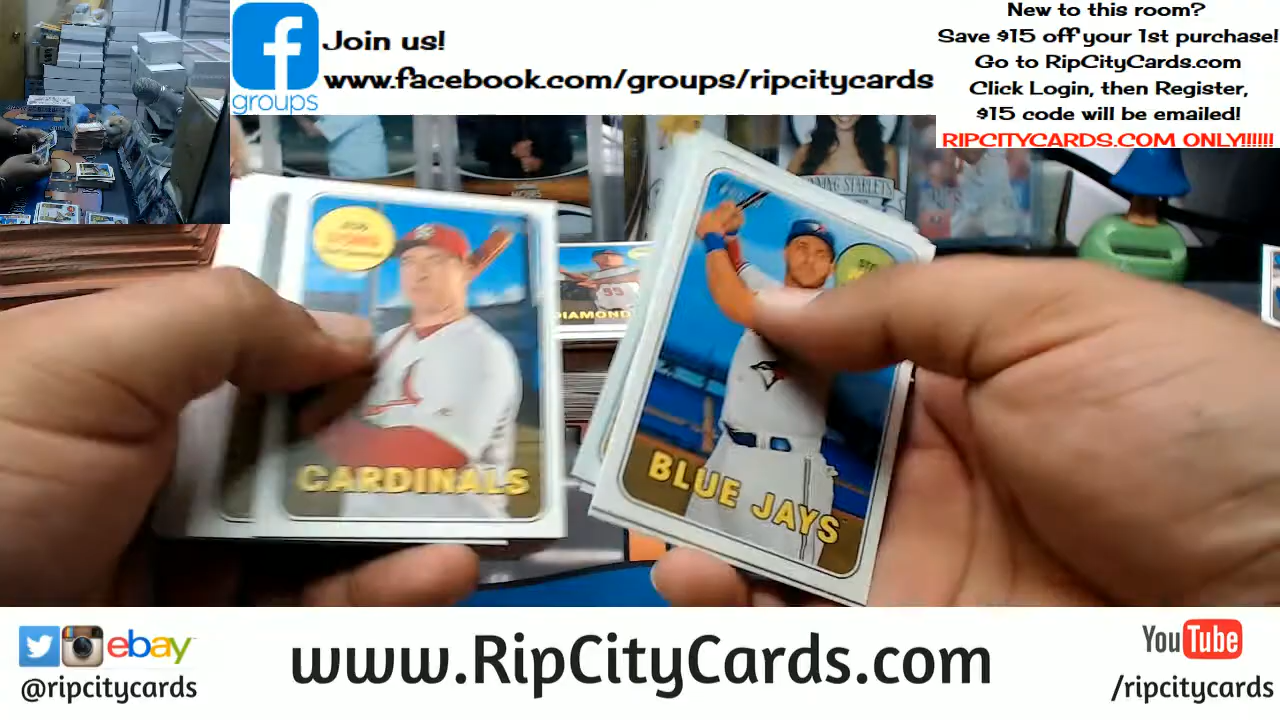 Join us!
www.facebook.com/groups/ripcitycards
groups
New to this room?
Save $15 off your 1st purchase!
Go to RipCityCards.com
Click Login, then Register,
$15 code will be emailed!
RIPCITYCARDS.COM ONLY!!!!!!
CARDINALS
BLUE JAYS
DIAMOND
ebay
@ripcitycards
www.RipCityCards.com
YouTube
/ripcitycards